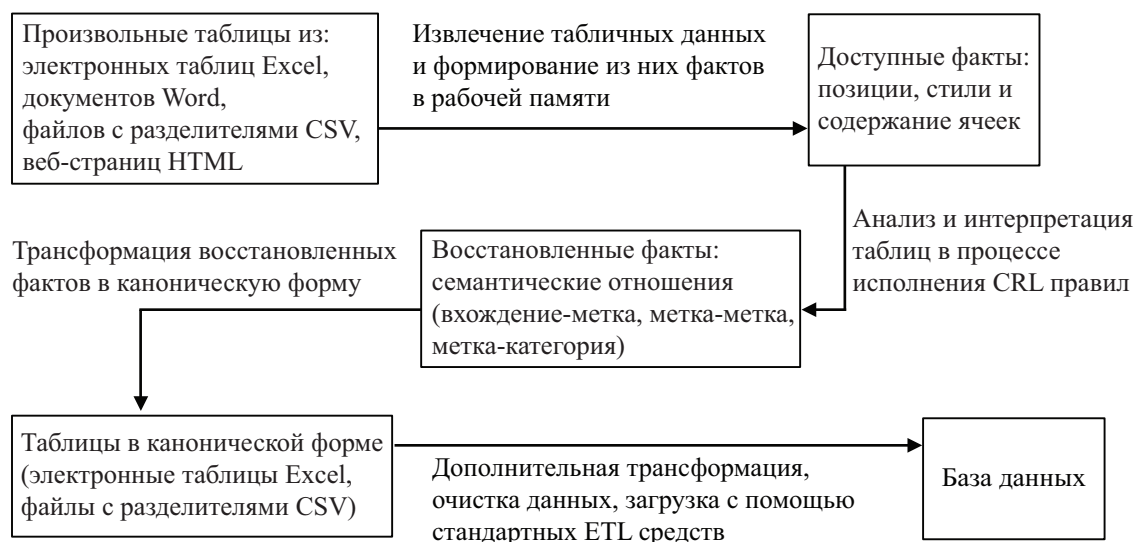 Произвольные таблицы из:
электронных таблиц Excel,
документов Word,
файлов с разделителями CSV,
веб-страниц HTML
Извлечение табличных данных
и формирование из них фактов
в рабочей памяти
Доступные факты:
позиции, стили и
содержание ячеек
Анализ и интерпретация
таблиц в процессе
исполнения CRL правил
Восстановленные факты:
семантические отношения
(вхождение-метка, метка-метка,
метка-категория)
Трансформация восстановленных
фактов в каноническую форму
Таблицы в канонической форме
(электронные таблицы Excel,
файлы с разделителями CSV)
Дополнительная трансформация,
очистка данных, загрузка с помощью
стандартных ETL средств
База данных